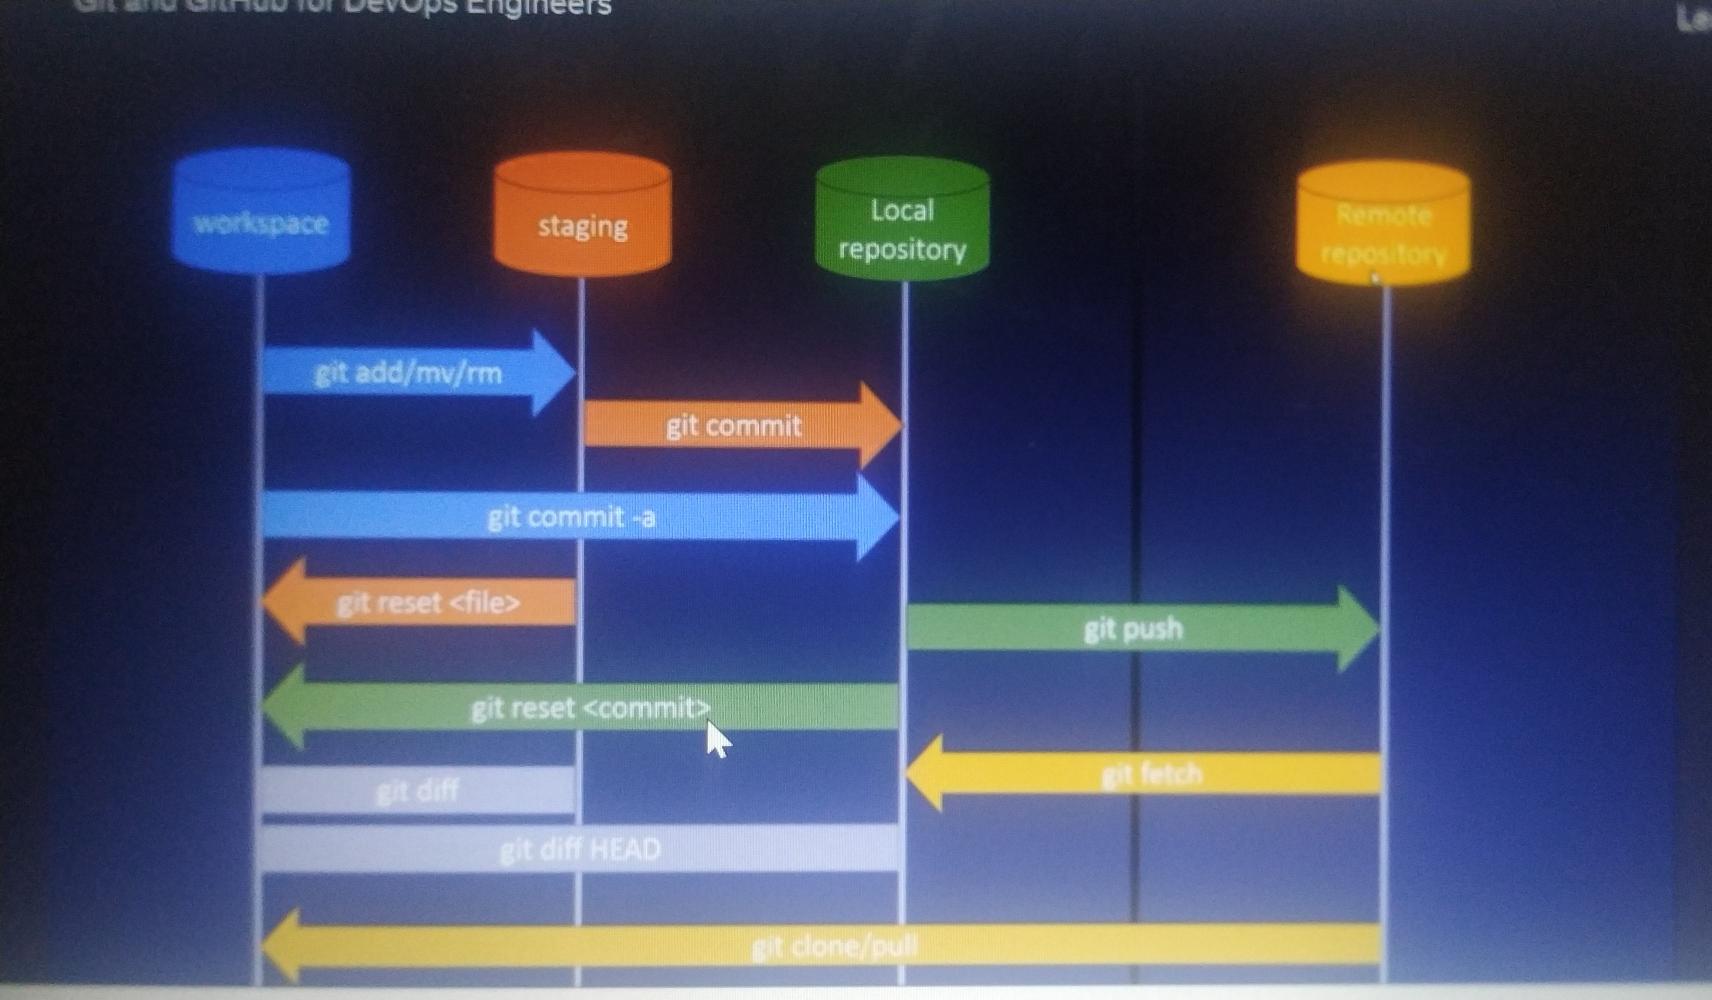 Git and GitHub for DevOps Engineers
workspace
staging
Local
repository
Remote
repository
git add/mv/rm
git commit
git commit -a
git reset <file>
git push
git reset <commit>
git fetch
git diff
git diff HEAD
git clone/pull